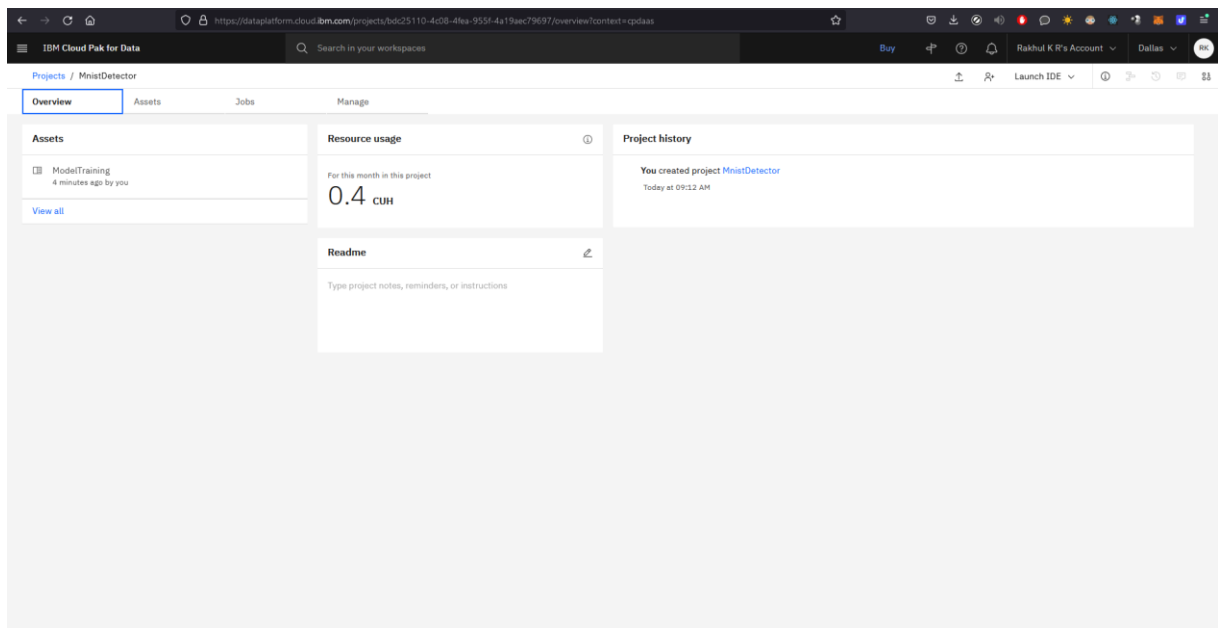 https://dataplatform.cloud.ibm.com/projects/bdc25110-4c08-4fea-955f-4a19aec79697/overview?context=cpdaas
IBM Cloud Pak for Data
Search in your workspaces
Buy
Rakhul K R's Account
Dallas
RK
Projects / MnistDetector
Launch IDE
Overview
Assets
Jobs
Manage
Assets
ModelTraining
4 minutes ago by you
View all
Resource usage
For this month in this project
0.4 CUH
Readme
Type project notes, reminders, or instructions
Project history
You created project MnistDetector
Today at 09:12 AM